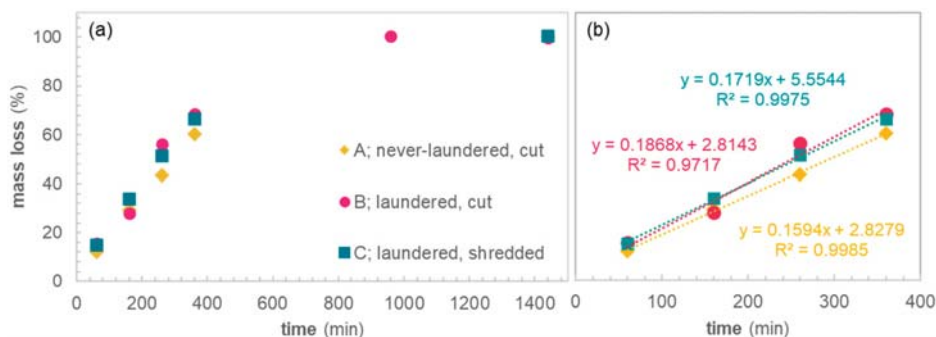 (a)
100
80
60
40
20
0
mass loss (%)
A; never-laundered, cut
B; laundered, cut
C; laundered, shredded
0 200 400 600 800 1000 1200 1400
time (min)
(b)
y = 0.1719x + 5.5544
R² = 0.9975
y = 0.1868x + 2.8143
R² = 0.9717
y = 0.1594x + 2.8279
R² = 0.9985
0 100 200 300 400
time (min)